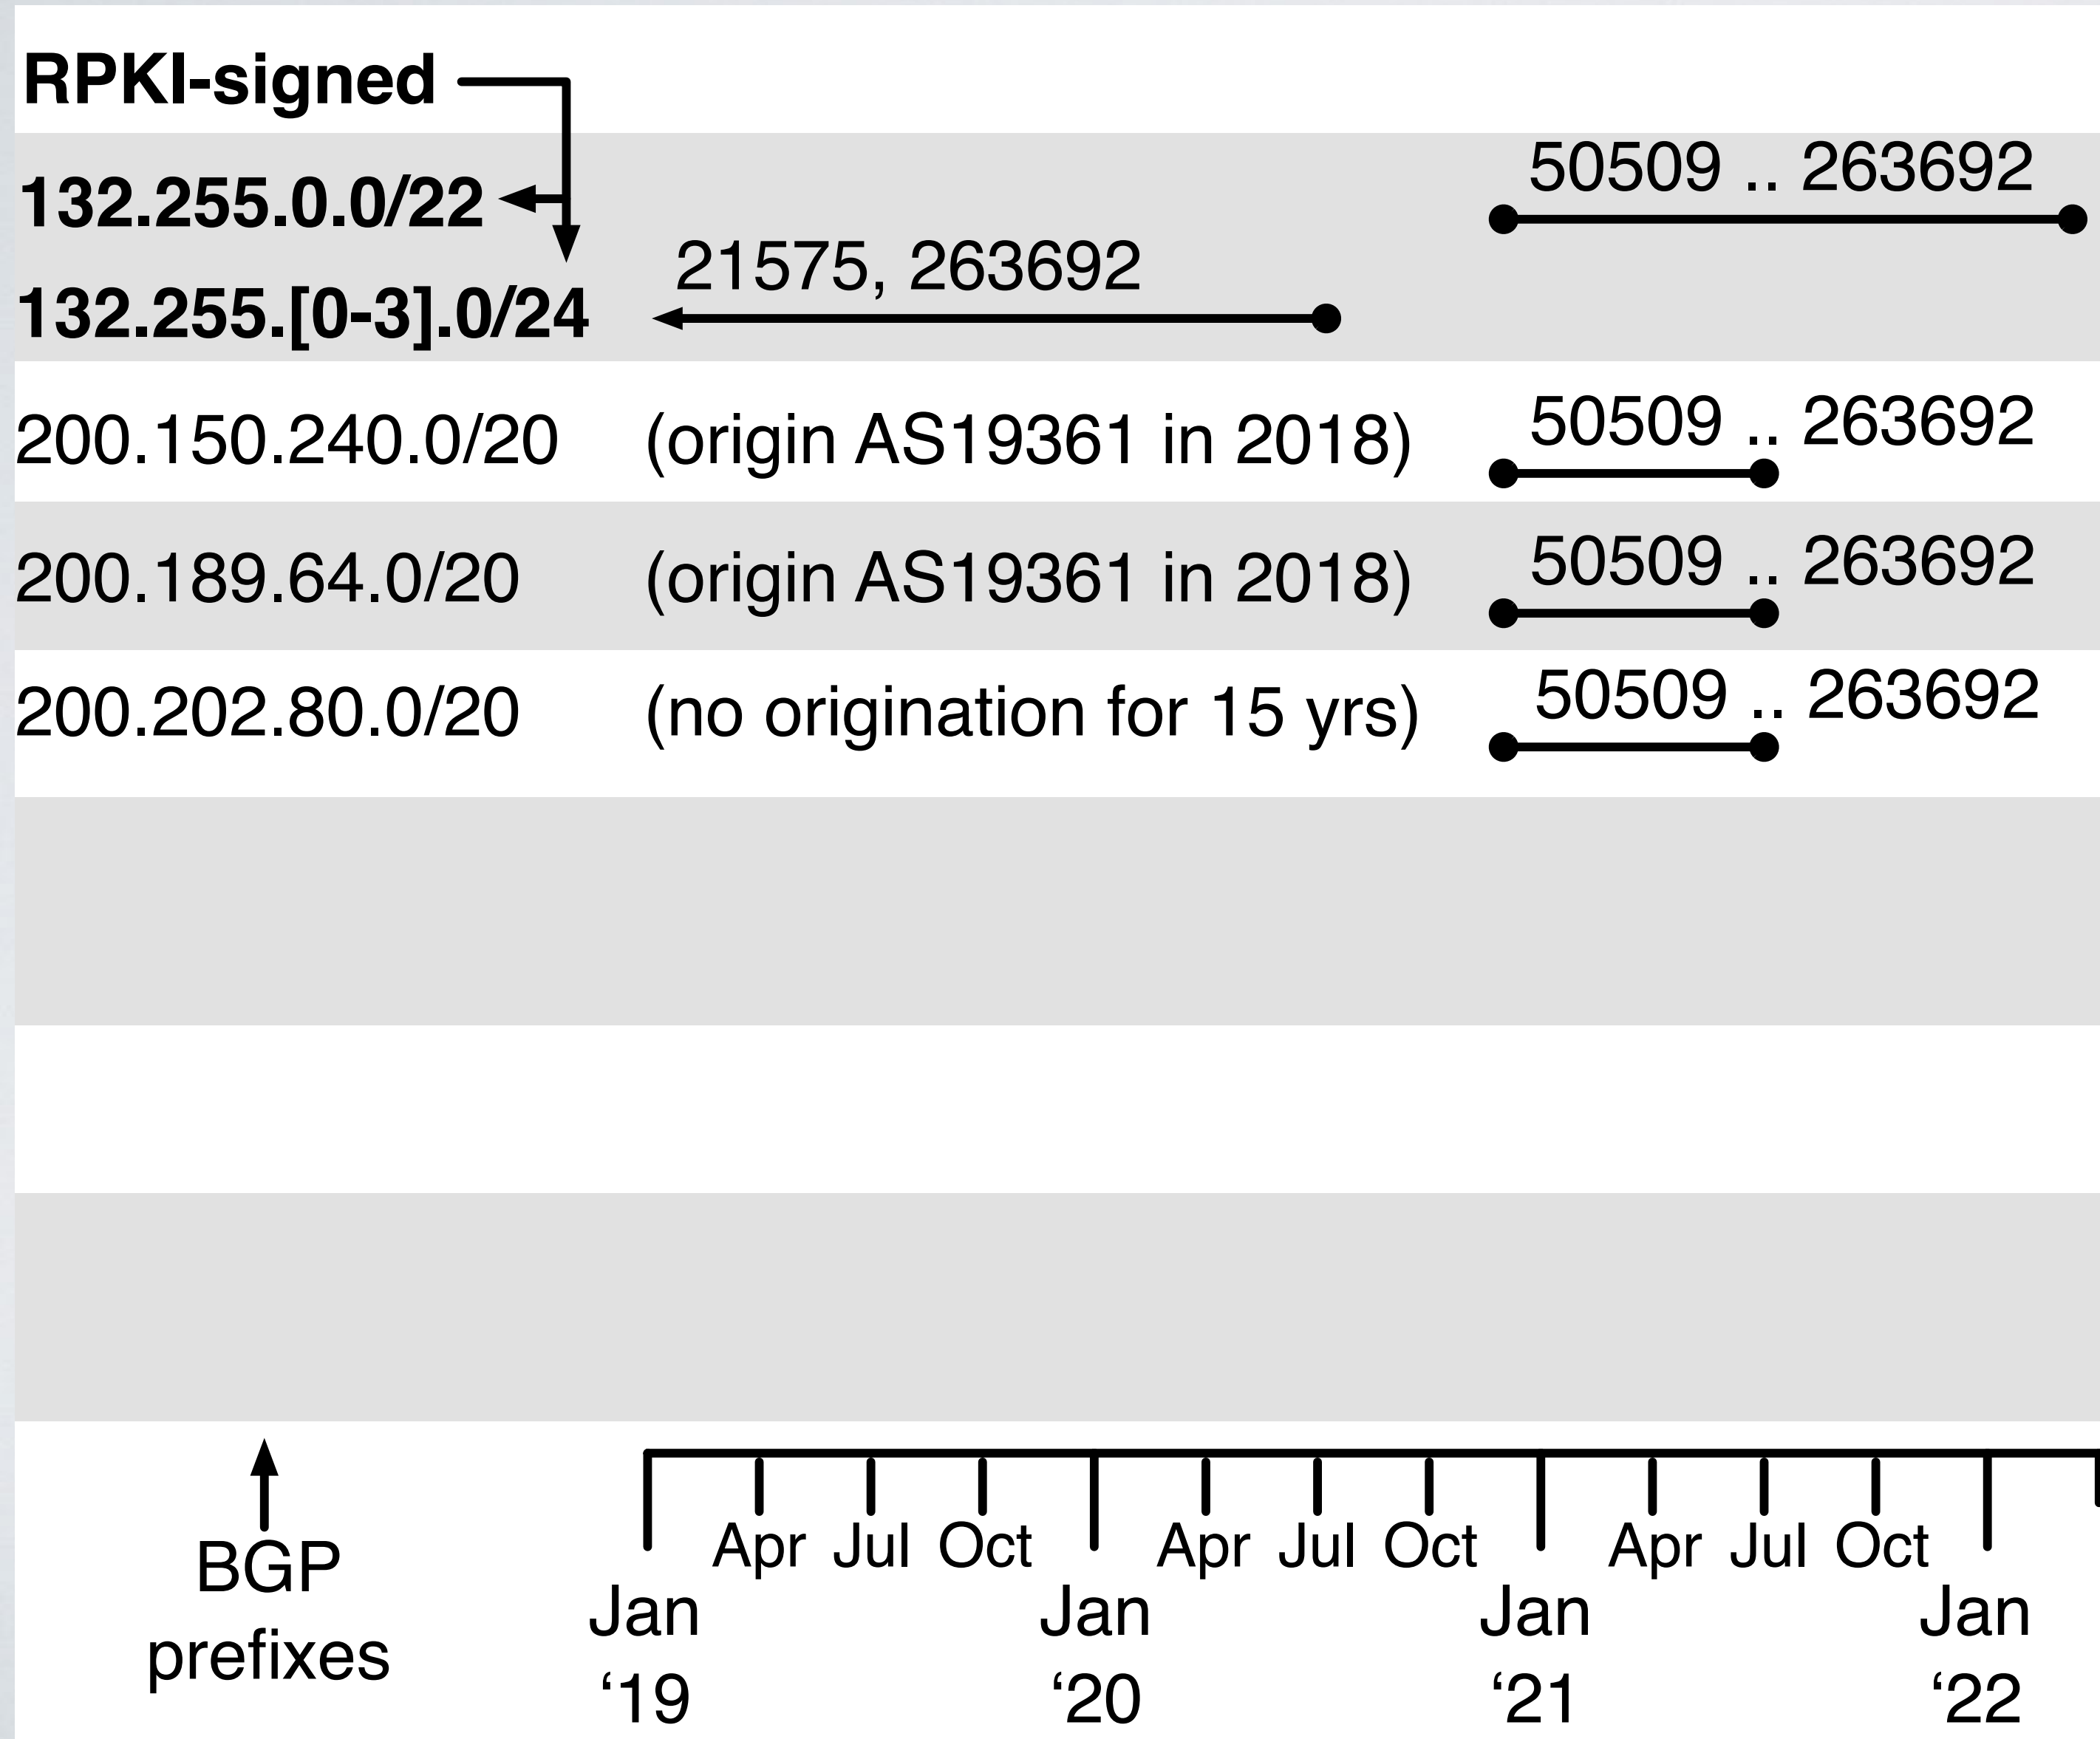 RPKI-signed
132.255.0.0/22
50509 .. 263692
132.255.[0-3].0/24
21575, 263692
200.150.240.0/20 (origin AS19361 in 2018) 50509 .. 263692
200.189.64.0/20 (origin AS19361 in 2018) 50509 .. 263692
200.202.80.0/20 (no origination for 15 yrs) 50509 .. 263692
Apr Jul Oct Apr Jul Oct Apr Jul Oct
Jan Jan Jan Jan
‘19 ‘20 ‘21 ‘22
BGP
prefixes